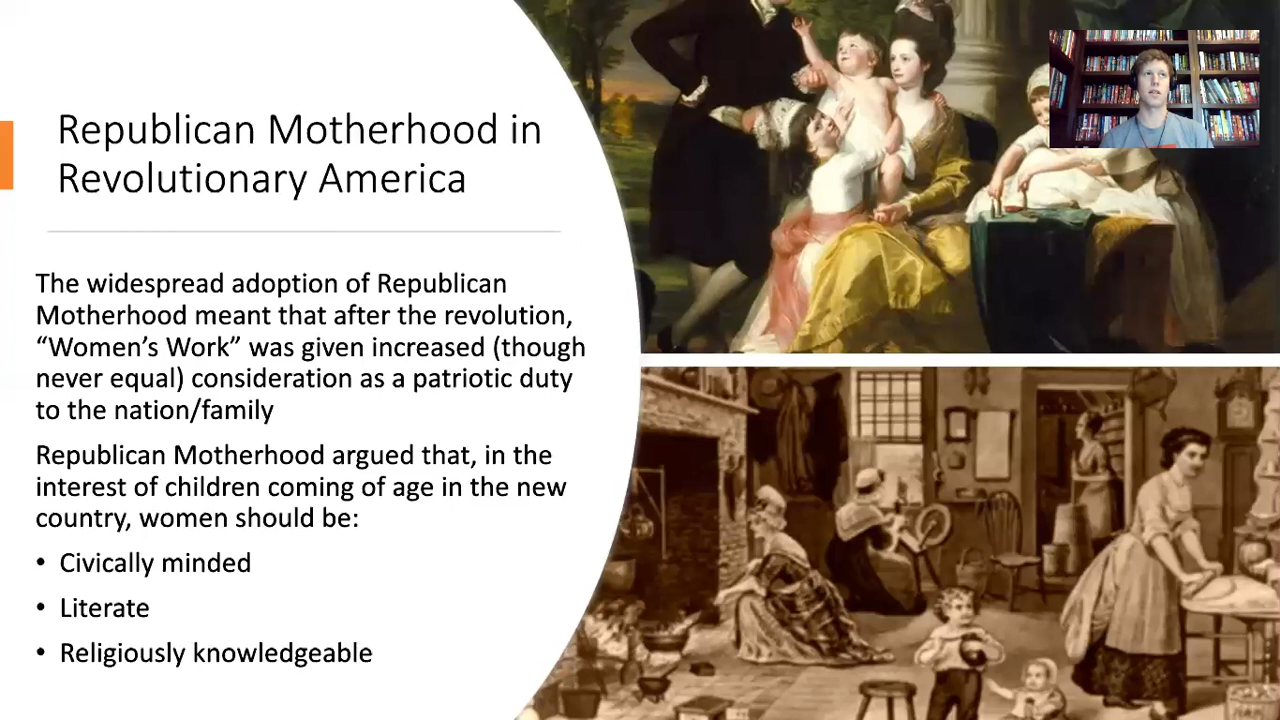 Republican Motherhood in
Revolutionary America
The widespread adoption of Republican
Motherhood meant that after the revolution,
“Women’s Work” was given increased (though
never equal) consideration as a patriotic duty
to the nation/family
Republican Motherhood argued that, in the
interest of children coming of age in the new
country, women should be:
• Civically minded
• Literate
• Religiously knowledgeable